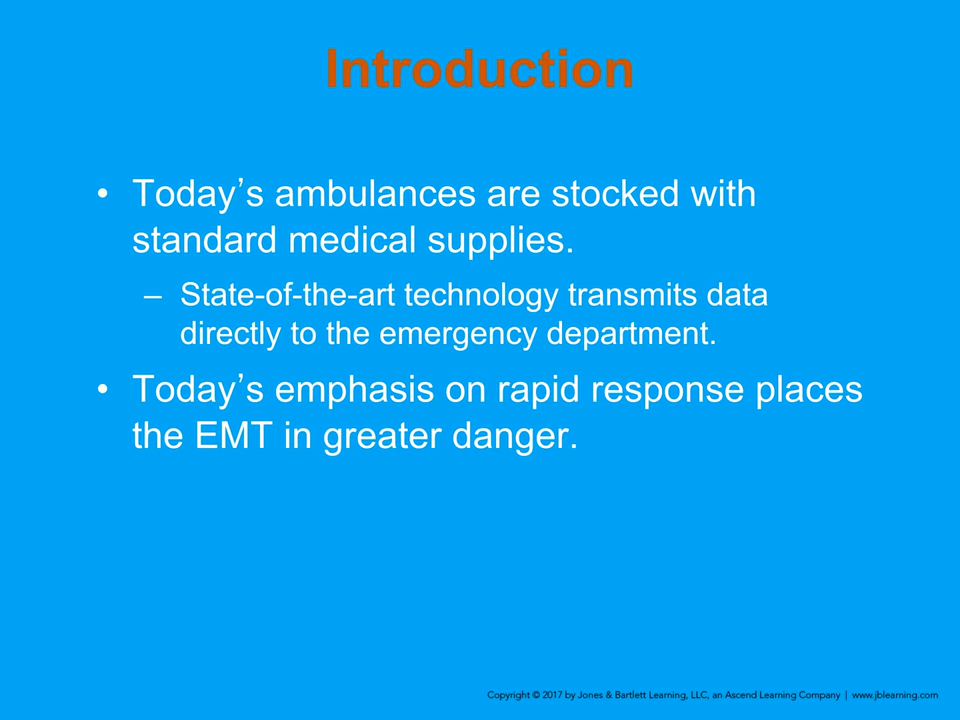 Introduction
• Today’s ambulances are stocked with
standard medical supplies.
– State-of-the-art technology transmits data
directly to the emergency department.
• Today’s emphasis on rapid response places
the EMT in greater danger.
Copyright © 2017 by Jones & Bartlett Learning, LLC, an Ascend Learning Company | www.jblearning.com